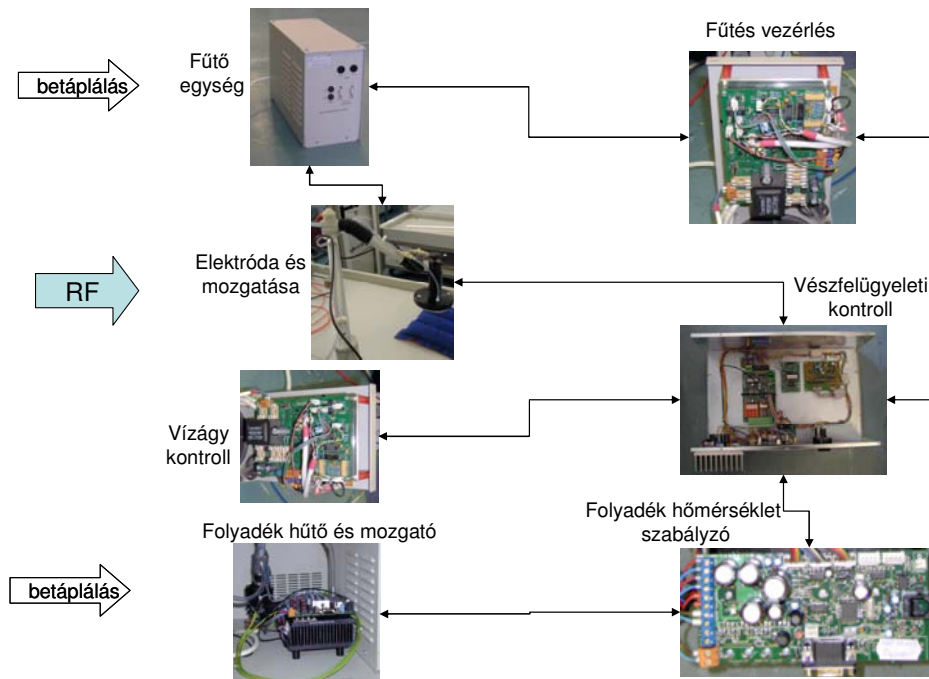 Fűtés vezérlés
betáplálás
Fűtő
egység
RF
Elektróda és
mozgatása
Vészfelügyeleti
kontroll
Vízágy
kontroll
Folyadék hőmérséklet
szabályzó
Folyadék hűtő és mozgató
betáplálás